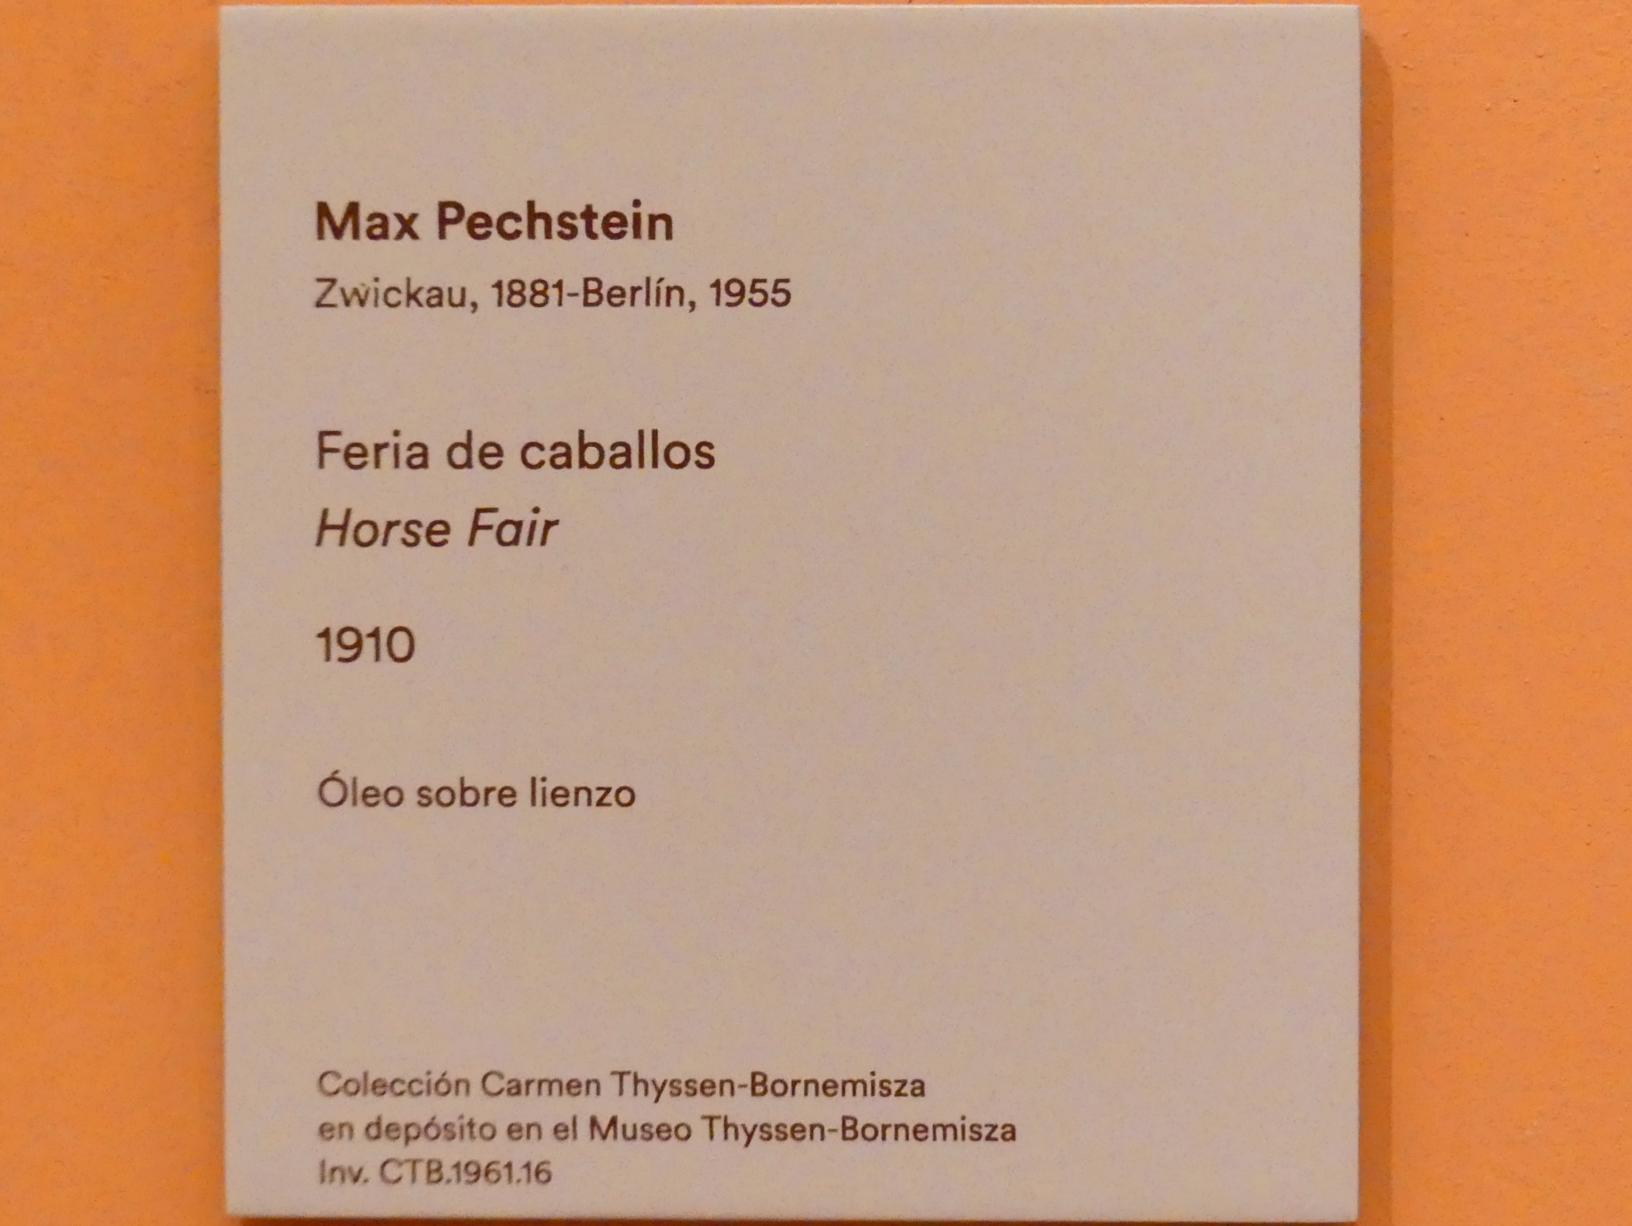 Max Pechstein
Zwickau, 1881-Berlín, 1955
Feria de caballos
Horse Fair
1910
Óleo sobre lienzo
Colección Carmen Thyssen-Bornemisza
en depósito en el Museo Thyssen-Bornemisza
Inv. CTB.1961.16